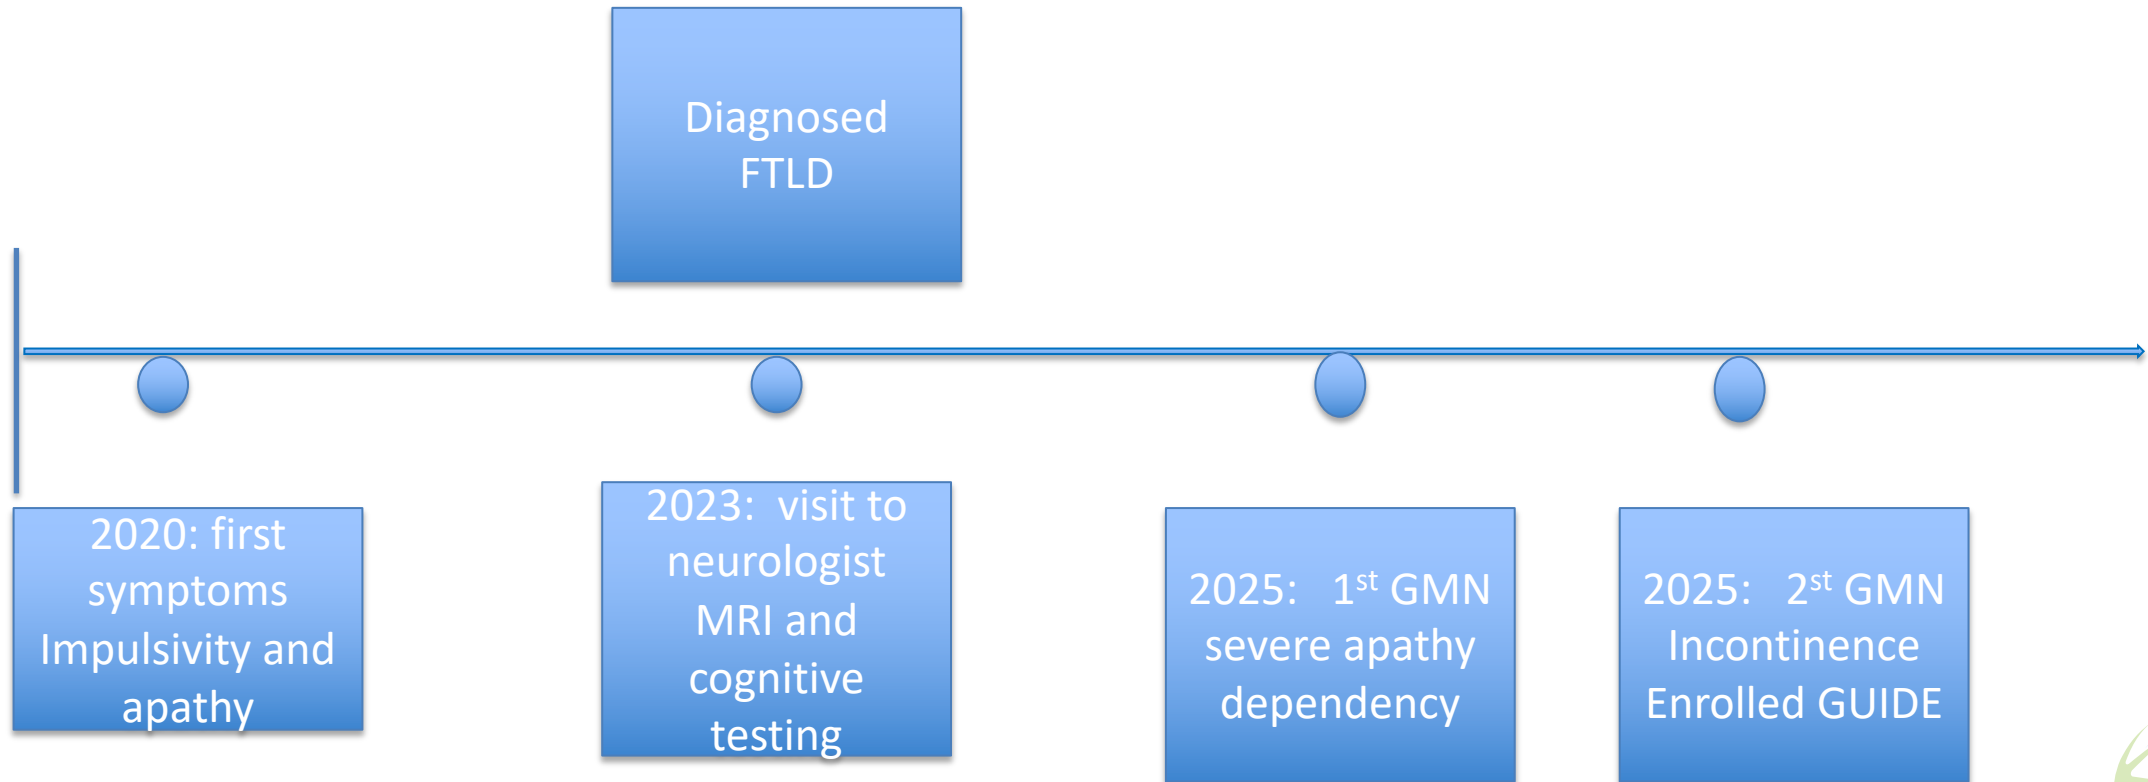 Diagnosed
FTLD
2020: first
symptoms
Impulsivity and
apathy
2023: visit to
neurologist
MRI and
cognitive
testing
2025: 1st GMN
severe apathy
dependency
2025: 2st GMN
Incontinence
Enrolled GUIDE